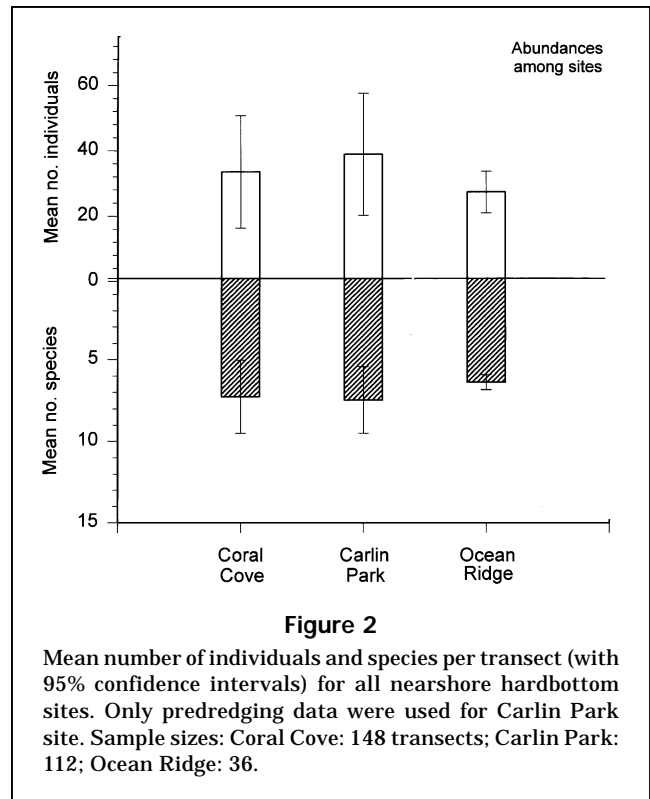 Abundances
among sites
Mean no. individuals
60
40
20
0
Mean no. species
5
10
15
Coral
Cove
Carlin
Park
Ocean
Ridge
Figure 2
Mean number of individuals and species per transect (with
95% confidence intervals) for all nearshore hardbottom
sites. Only predredging data were used for Carlin Park
site. Sample sizes: Coral Cove: 148 transects; Carlin Park:
112; Ocean Ridge: 36.